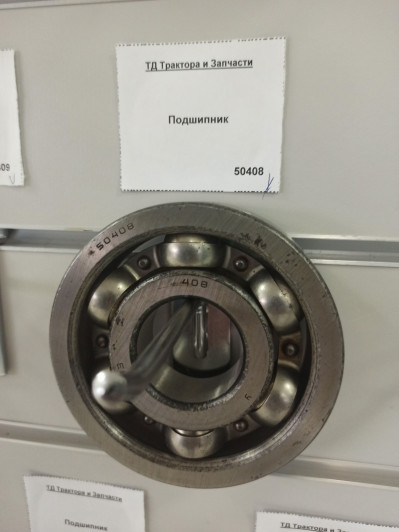 ТД Трактора и Запчасти
Подшипник
50408
50408
408
ТД Трактора и Запчасти
Подшипник
ТД Трактора и Запчасти